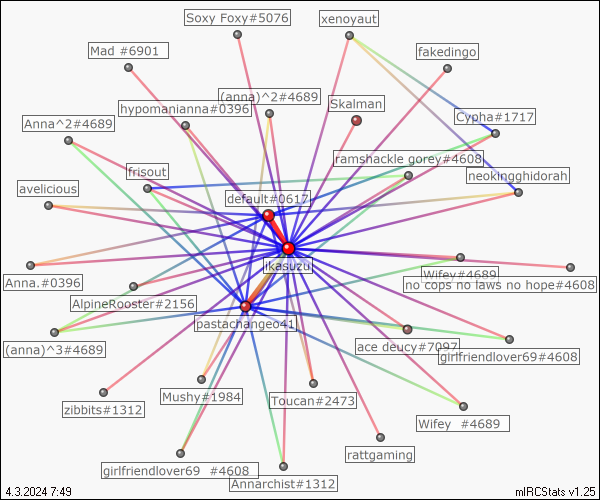 Soxy Foxy#5076
xenoyaut
Mad #6901
fakedingo
(anna)^2#4689
hypomanianna#0396
Skalman
Cypha#1717
Anna^2#4689
ramshackle gorey#4608
frisout
neokingghidorah
avelicious
default#0617
ikasuzu
Anna.#0396
Wifey#4689
no cops no laws no hope#4608
AlpineRooster#2156
pastachangeo41
(anna)^3#4689
ace deucy#7097
girlfriendlover69#4608
Mushy#1984
Toucan#2473
zibbits#1312
Wifey #4689
rattgaming
girlfriendlover69 #4608
Annarchist#1312
4.3.2024 7:49
mIRCStats v1.25